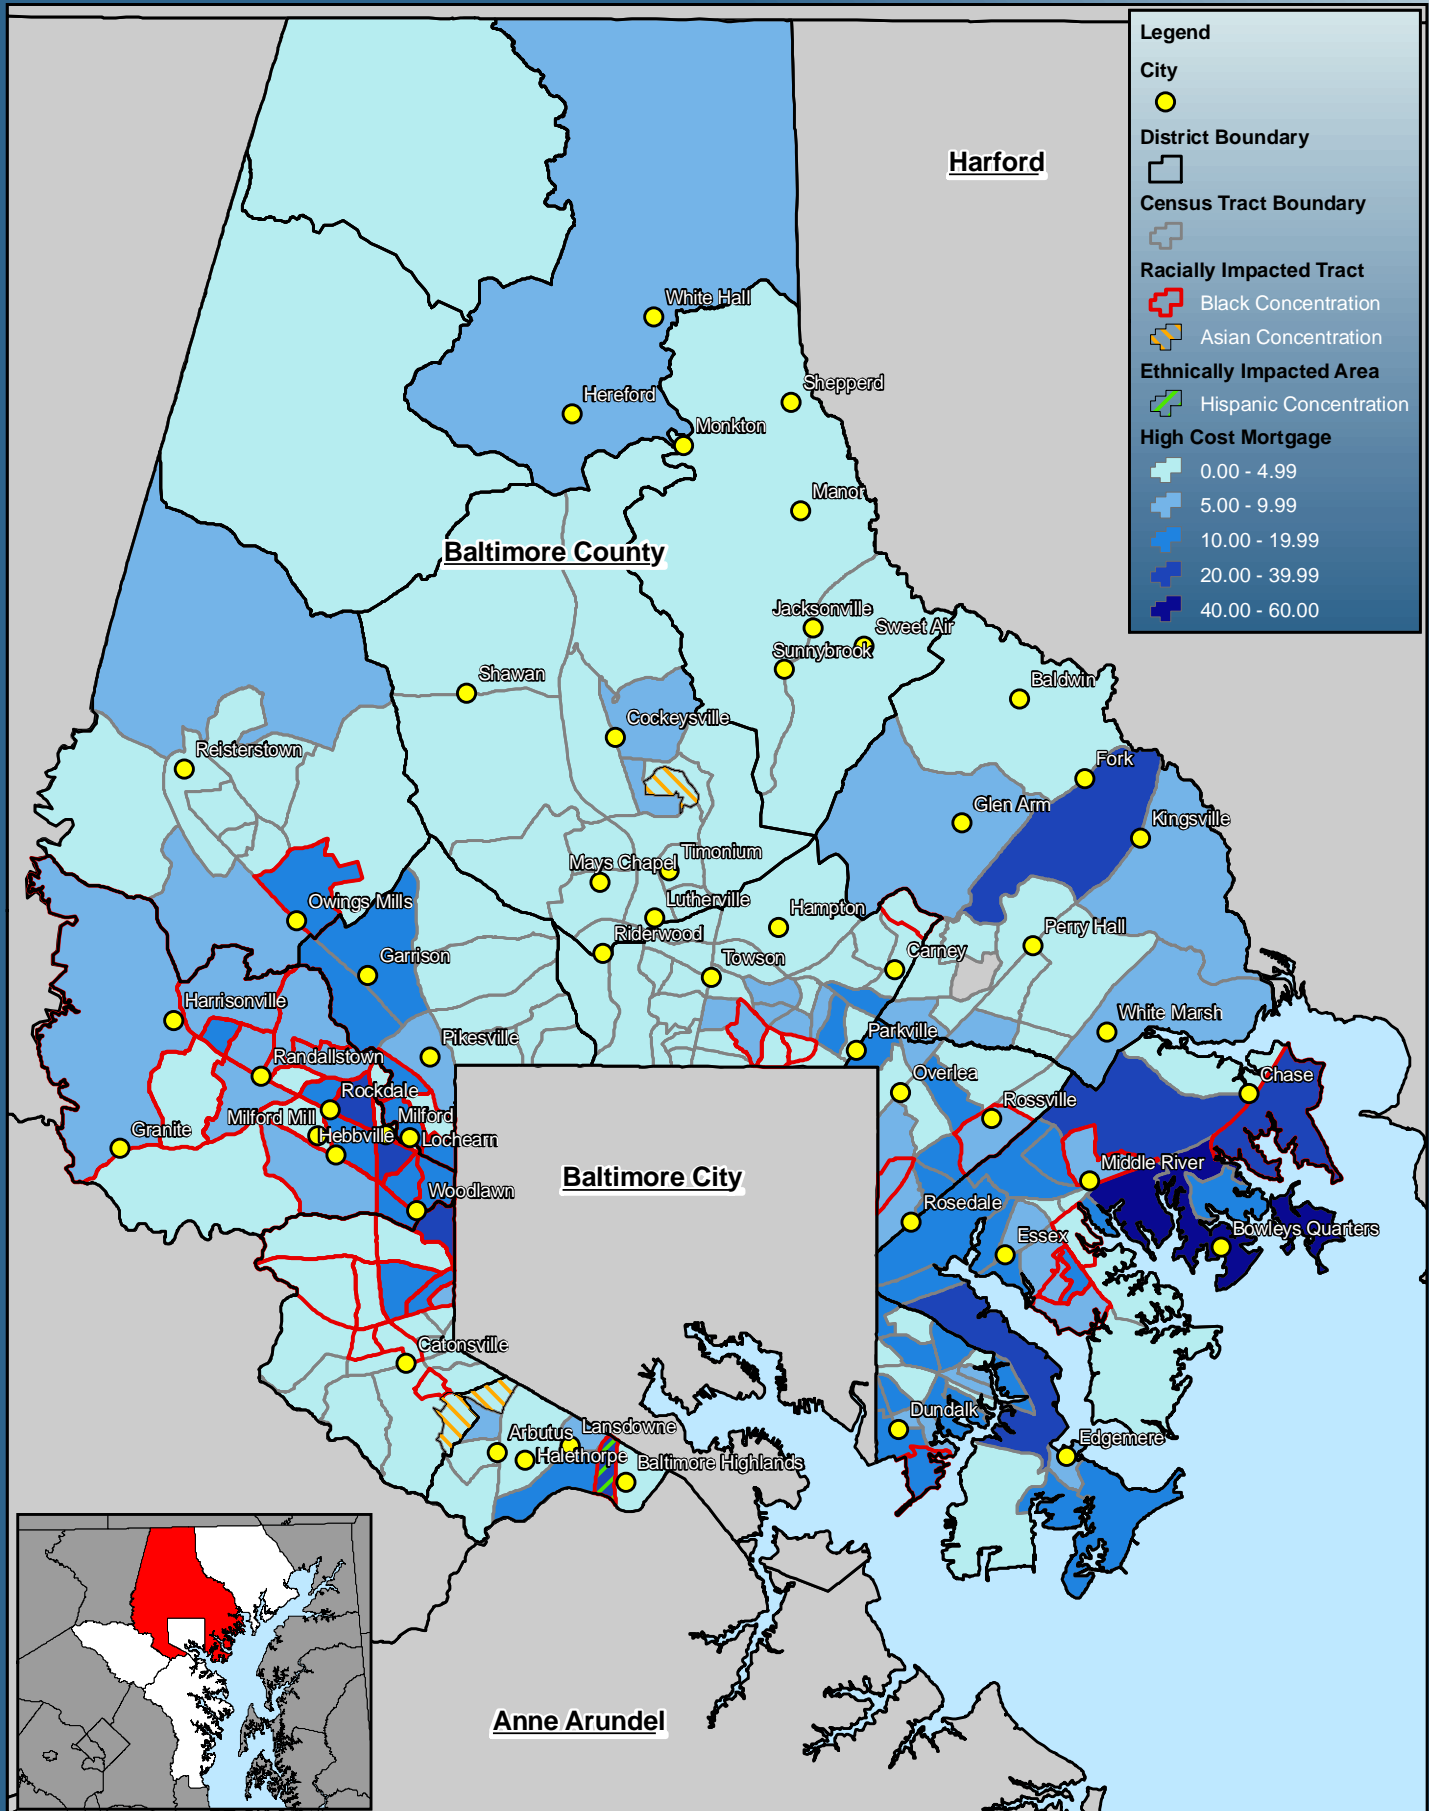 Legend
City
District Boundary
Census Tract Boundary
Racially Impacted Tract
Black Concentration
Asian Concentration
Ethnically Impacted Area
Hispanic Concentration
High Cost Mortgage
0.00 - 4.99
5.00 - 9.99
10.00 - 19.99
20.00 - 39.99
40.00 - 60.00
Harford
White Hall
Shepperd
Hereford
Monkton
Manor
Baltimore County
Jacksonville
Sweet Air
Sunnybrook
Shawan
Baldwin
Cockeysville
Reisterstown
Fork
Glen Arm
Kingsville
Timonium
Mays Chapel
Owings Mills
Lutherville
Hampton
Perry Hall
Riderwood
Garrison
Towson
Carney
Harrisonville
White Marsh
Pikesville
Parkville
Randallstown
Overlea
Chase
Rockdale
Rossville
Milford Mill
Milford
Granite
Hebbville
Lochearn
Middle River
Baltimore City
Woodlawn
Rosedale
Bowleys Quarters
Essex
Catonsville
Dundalk
Lansdowne
Arbutus
Edgemere
Halethorpe
Baltimore Highlands
Anne Arundel